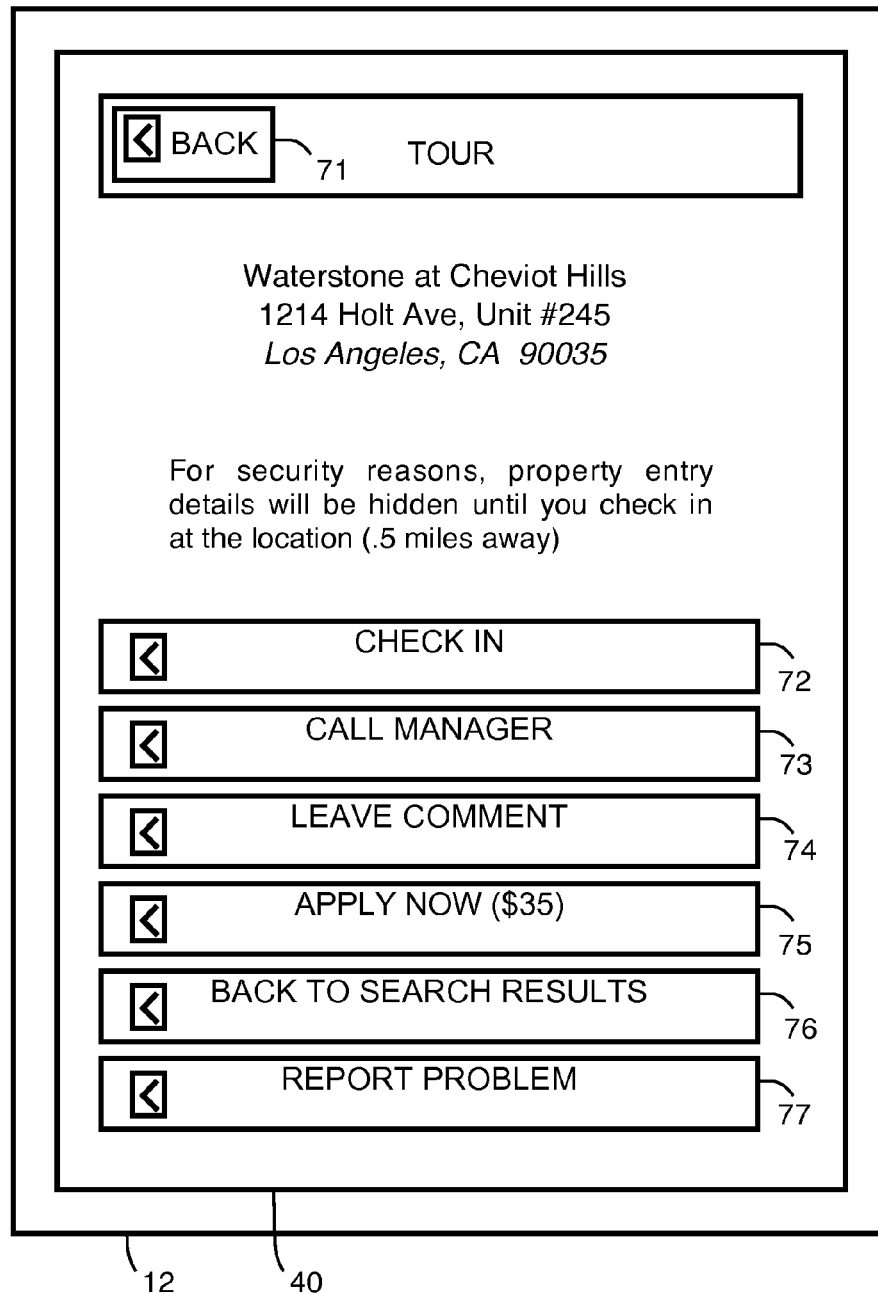 BACK
71
TOUR
Waterstone at Cheviot Hills
1214 Holt Ave, Unit #245
Los Angeles, CA 90035
For security reasons, property entry
details will be hidden until you check in
at the location (.5 miles away)
CHECK IN
72
CALL MANAGER
73
LEAVE COMMENT
74
APPLY NOW ($35)
75
BACK TO SEARCH RESULTS
76
REPORT PROBLEM
77
12
40